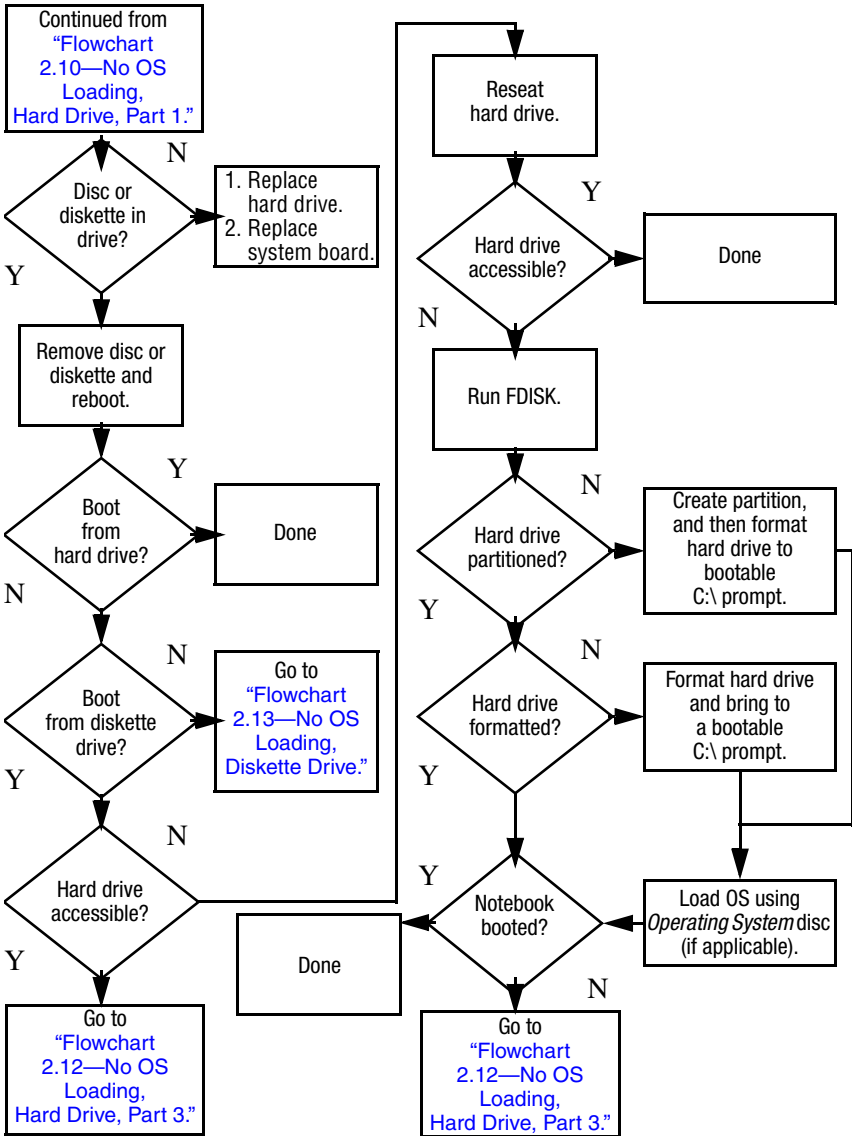 Continued from
“Flowchart
2.10—No OS
Loading,
Hard Drive, Part 1.”
N
Disc or
diskette in
drive?
1. Replace
hard drive.
2. Replace
system board.
Y
Remove disc or
diskette and
reboot.
Y
Boot
from
hard drive?
Done
N
N
Boot
from diskette
drive?
Go to
“Flowchart
2.13—No OS
Loading,
Diskette Drive.”
Y
N
Hard drive
accessible?
Y
Go to
“Flowchart
2.12—No OS
Loading,
Hard Drive, Part 3.”
Reseat
hard drive.
Y
Hard drive
accessible?
Done
N
Run FDISK.
N
Hard drive
partitioned?
Create partition,
and then format
hard drive to
bootable
C:\ prompt.
Y
N
Hard drive
formatted?
Format hard drive
and bring to
a bootable
C:\ prompt.
Y
Y
Notebook
booted?
Load OS using
Operating System disc
(if applicable).
Done
N
Go to
“Flowchart
2.12—No OS
Loading,
Hard Drive, Part 3.”